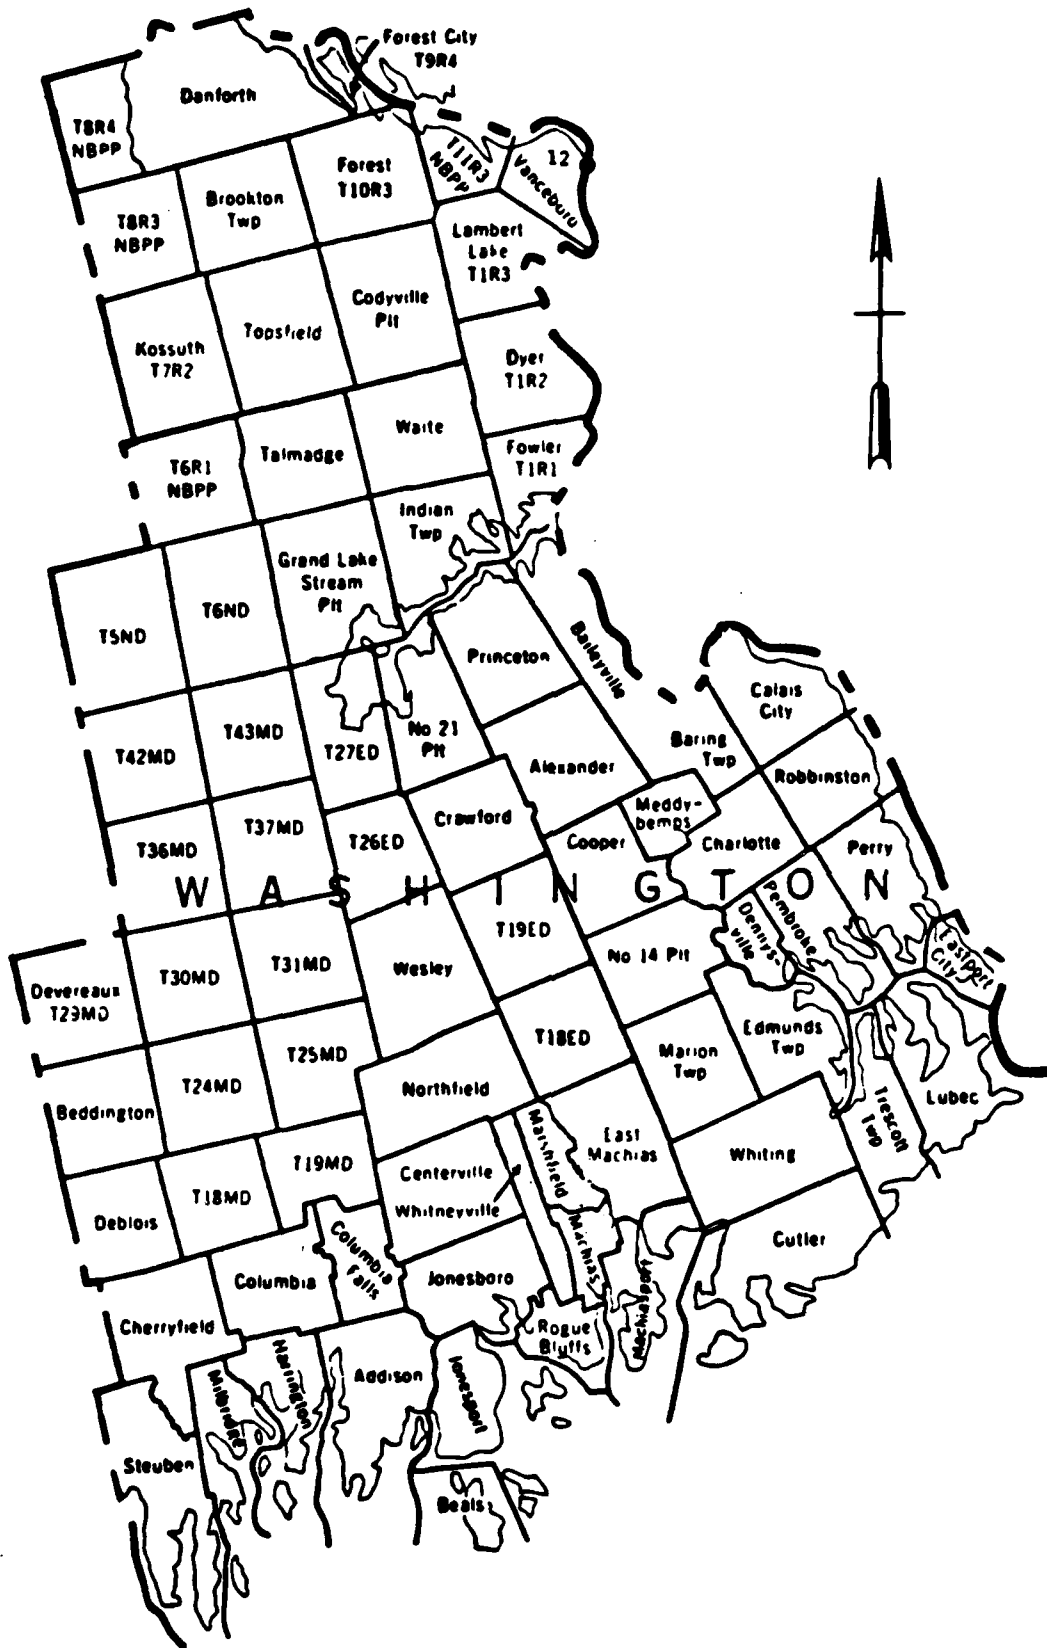 Forest City
T9R4
Danforth
T8R4
NBPP
12
Vanceboro
T11R3
NBPP
Forest
T10R3
Brookton
Twp
T8R3
NBPP
Lambert
Lake
T1R3
Codyville
Plt
Topsfield
Kossuth
T7R2
Dyer
T1R2
Waite
Talmadge
Fowler
T1R1
T6R1
NBPP
Indian
Twp
Grand Lake
Stream
Plt
T6ND
T5ND
Princeton
Baileyville
Calais
City
No 21
Plt
T43MD
T27ED
T42MD
Baring
Twp
Alexander
Robbinston
Meddy-
bemps
Crawford
T37MD
T26ED
Cooper
Charlotte
Perry
T36MD
WASHINGTON
Pembroke
Dennys-
ville
T19ED
Eastport
City
No 14 Plt
Wesley
T31MD
T30MD
Devereaux
T29MD
Edmunds
Twp
T18ED
Marion
Twp
T25MD
T24MD
Northfield
Lubec
Beddington
Trescott
Twp
Marshfield
East
Machias
Whiting
T19MD
Centerville
Whitneyville
T18MD
Deblois
Columbia
Falls
Machias
Cutler
Columbia
Jonesboro
Machiasport
Rogue
Bluffs
Cherryfield
Harrington
Addison
Jonesport
Milbridge
Steuben
Beals